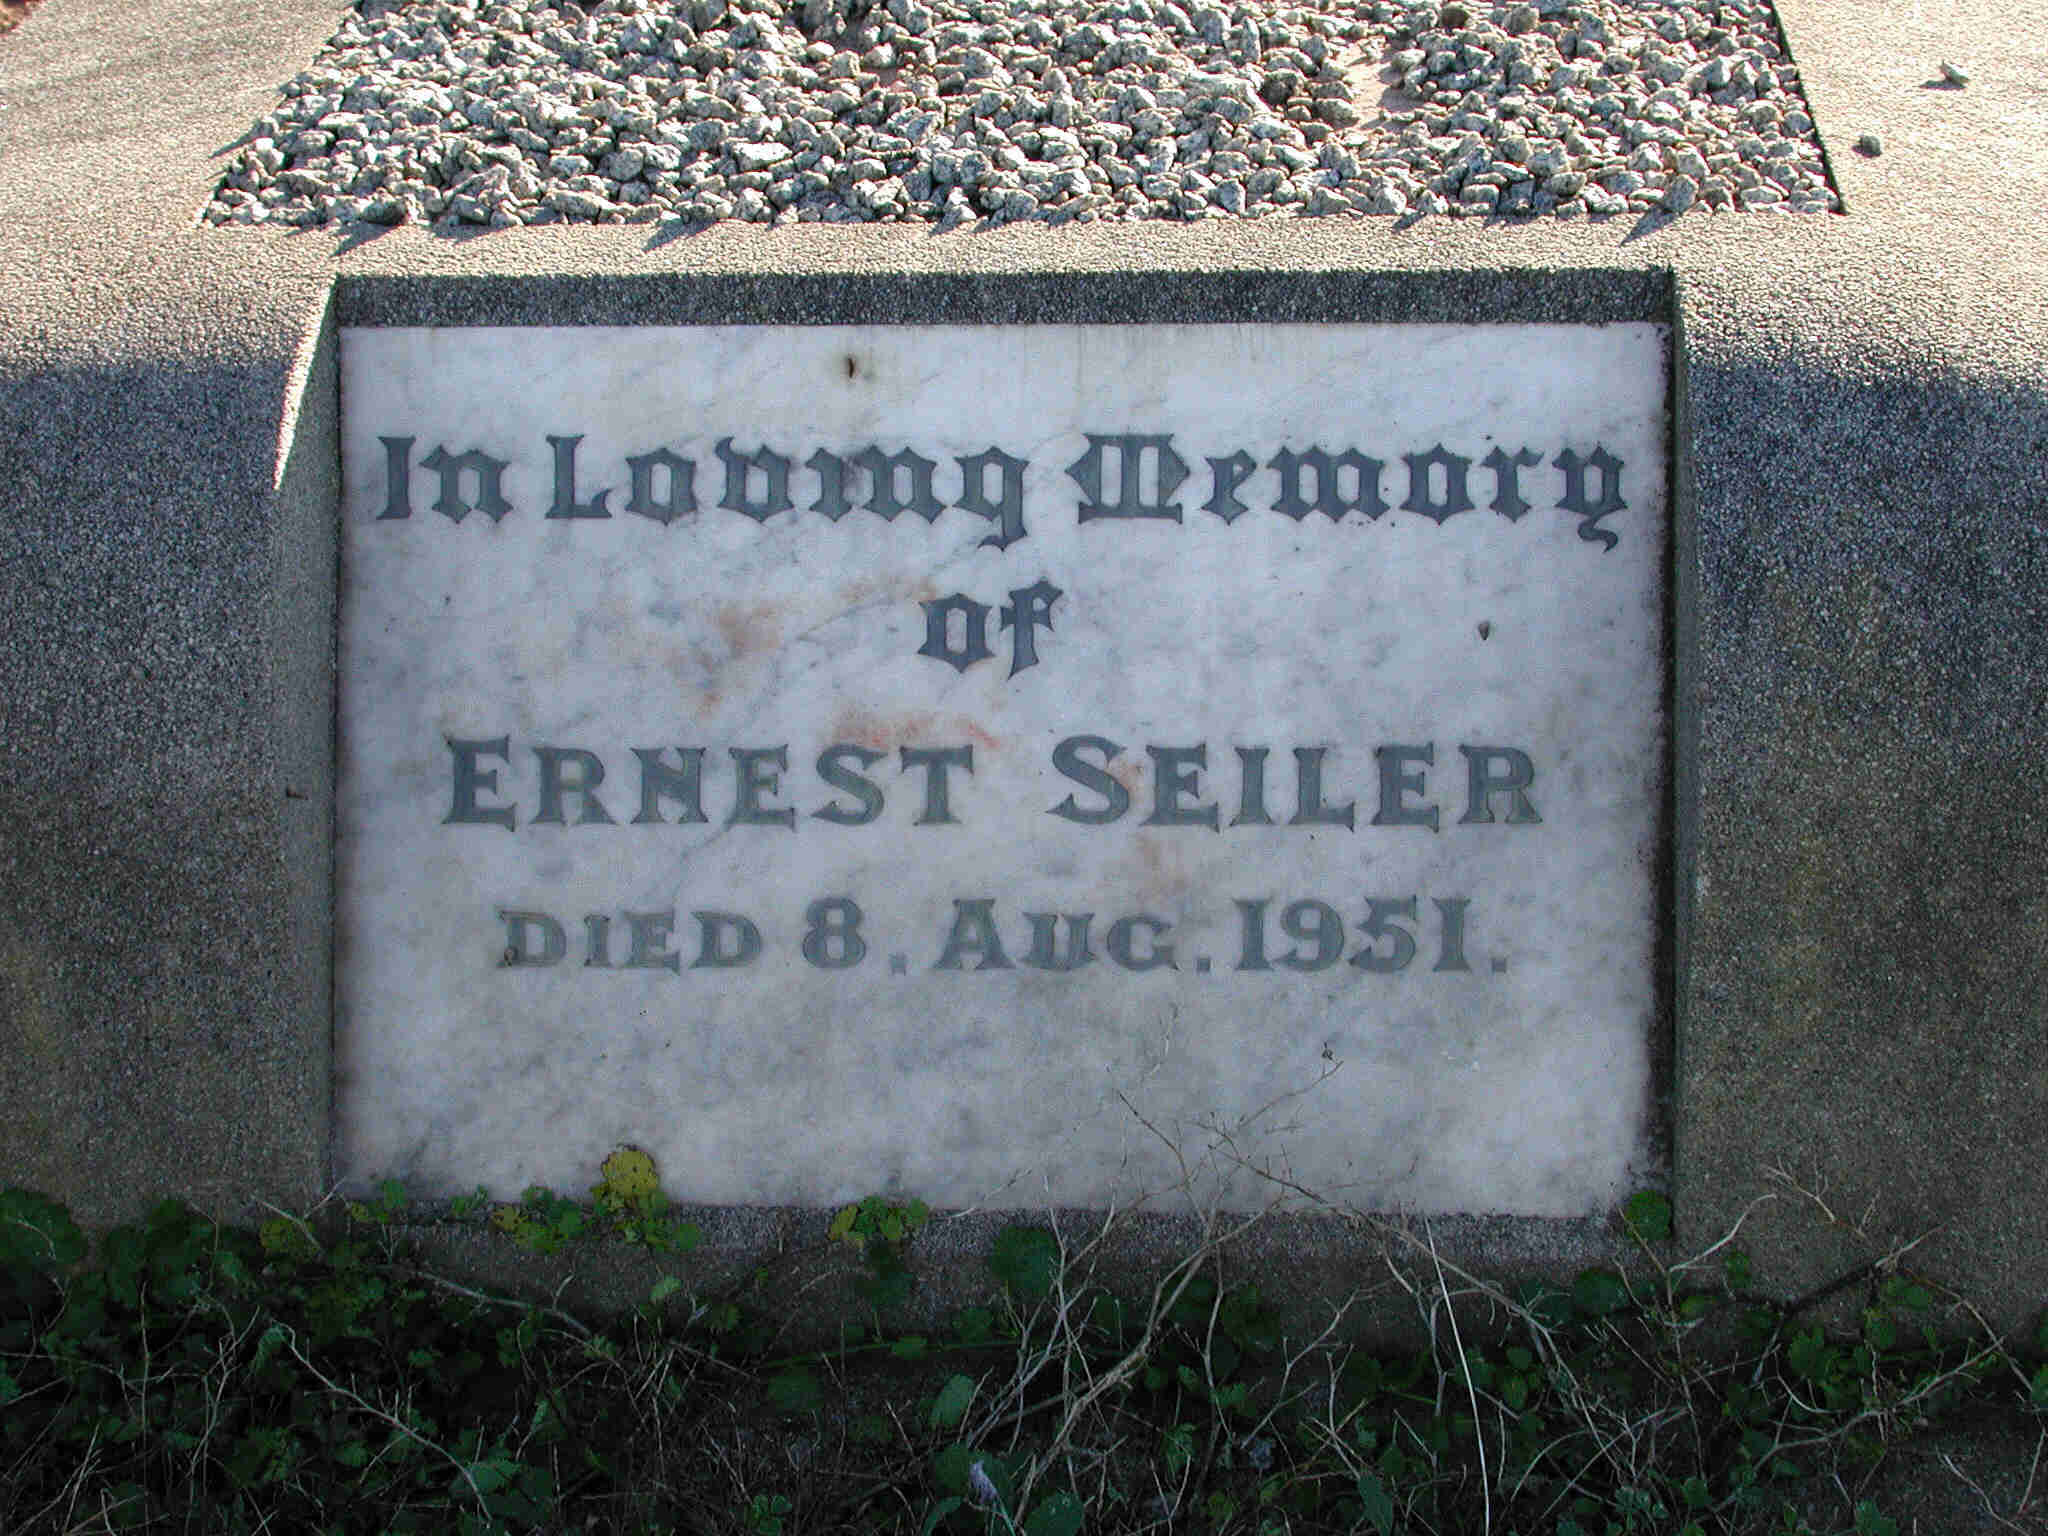 In Loving Memory
of
ERNEST SEILER
DIED 8. AUG. 1951.